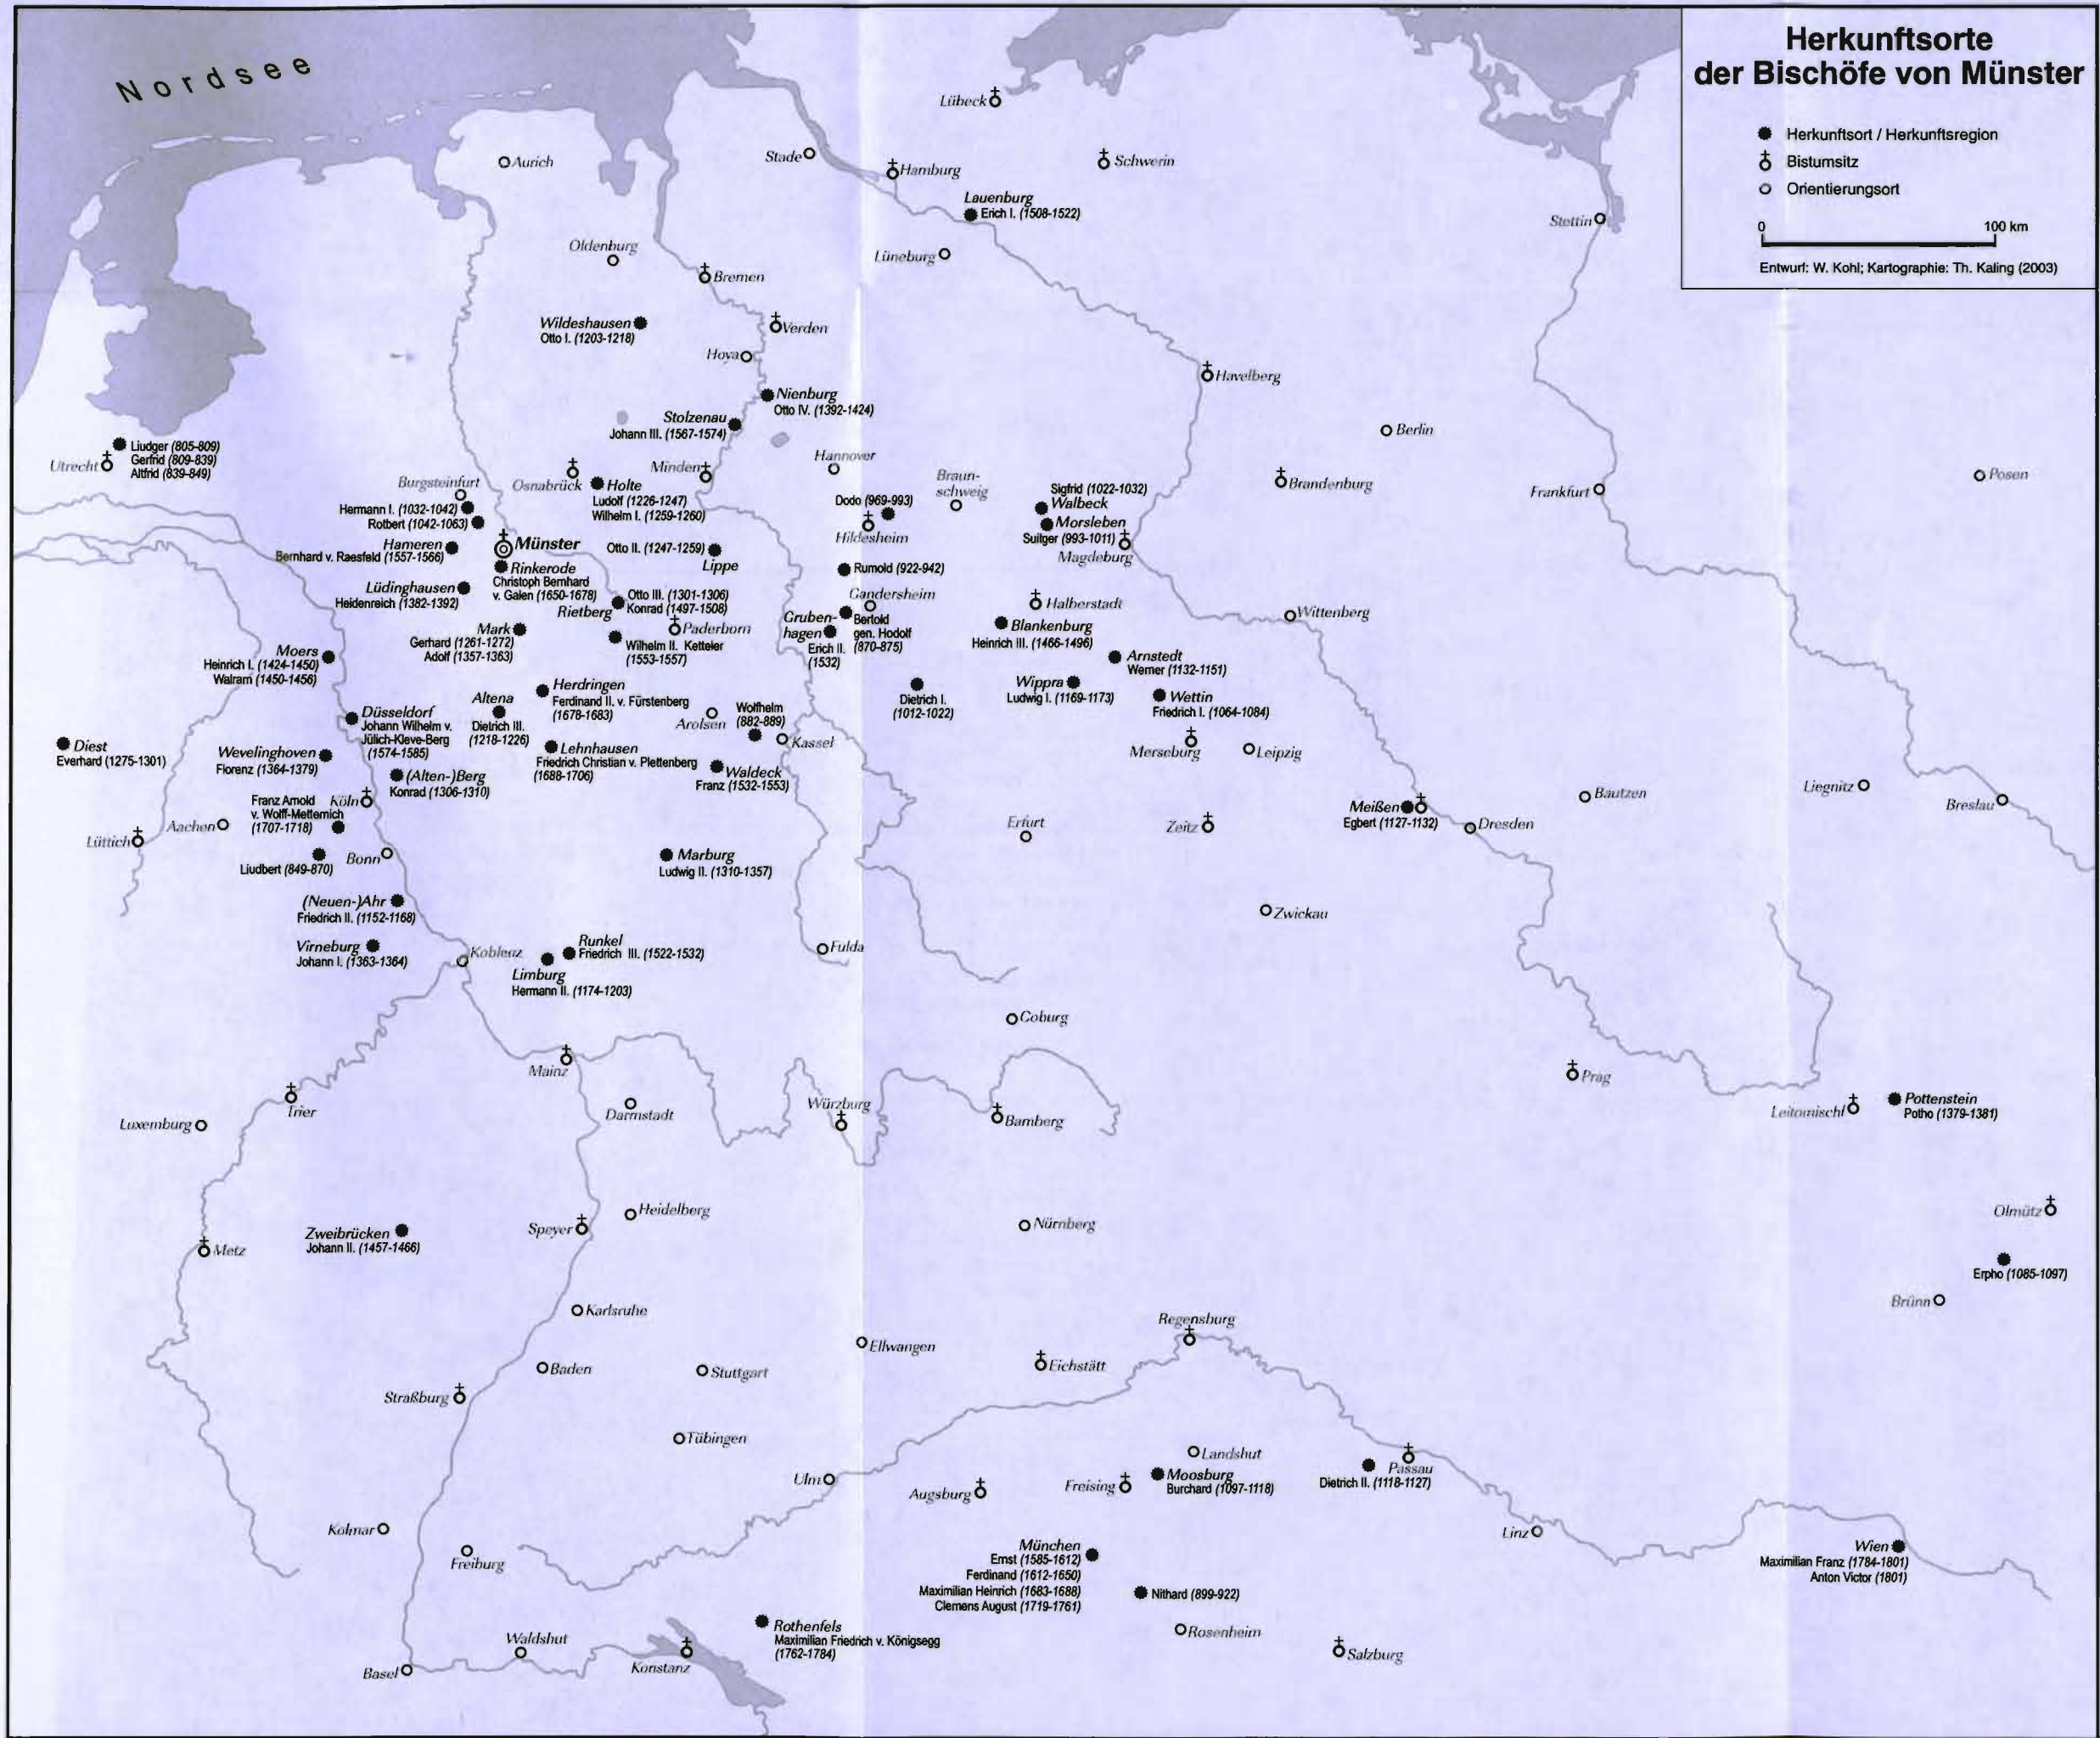 Nordsee
Herkunftsorte
der Bischöfe von Münster
Herkunftsort / Herkunftsregion
Bistumsitz
Orientierungsort
0 100 km
Entwurf: W. Kohl; Kartographie: Th. Kaling (2003)
Lübeck
Aurich
Stade
Hamburg
Schwerin
Lauenburg
Erich I. (1508-1522)
Stettin
Oldenburg
Lüneburg
Bremen
Wildeshausen
Otto I. (1203-1218)
Verden
Hoya
Havelberg
Nienburg
Otto IV. (1392-1424)
Stolzenau
Johann III. (1567-1574)
Berlin
Utrecht
Liudger (805-809)
Gerfrid (809-839)
Altfrid (839-849)
Burgsteinfurt
Osnabrück
Minden
Hannover
Braun-
schweig
Brandenburg
Frankfurt
Posen
Holte
Ludolf (1226-1247)
Wilhelm I. (1259-1260)
Dodo (969-993)
Hildesheim
Sigfrid (1022-1032)
Walbeck
Morsleben
Suitger (993-1011)
Magdeburg
Hermann I. (1032-1042)
Rotbert (1042-1063)
Hameren
Bernhard v. Raesfeld (1557-1566)
Münster
Otto II. (1247-1259)
Lippe
Rinkerode
Christoph Bernhard
v. Galen (1650-1678)
Rumold (922-942)
Lüdinghausen
Heidenreich (1382-1392)
Otto III. (1301-1306)
Konrad (1497-1508)
Rietberg
Gandersheim
Halberstadt
Wittenberg
Gruben-
hagen
Erich II.
(1532)
Bertold
gen. Hodolf
(870-875)
Blankenburg
Heinrich III. (1466-1496)
Mark
Gerhard (1261-1272)
Adolf (1357-1363)
Paderborn
Wilhelm II. Ketteler
(1553-1557)
Moers
Heinrich I. (1424-1450)
Walram (1450-1456)
Arnstedt
Werner (1132-1151)
Herdringen
Ferdinand II. v. Fürstenberg
(1678-1683)
Dietrich I.
(1012-1022)
Wippra
Ludwig I. (1169-1173)
Wettin
Friedrich I. (1064-1084)
Altena
Dietrich III.
(1218-1226)
Düsseldorf
Johann Wilhelm v.
Jülich-Kleve-Berg
(1574-1585)
Arolsen
Wolfhelm
(882-889)
Kassel
Merseburg
Leipzig
Diest
Everhard (1275-1301)
Wevelinghoven
Florenz (1364-1379)
Lehnhausen
Friedrich Christian v. Plettenberg
(1688-1706)
Waldeck
Franz (1532-1553)
(Alten-)Berg
Konrad (1306-1310)
Liegnitz
Bautzen
Breslau
Franz Arnold
v. Wolff-Metternich
(1707-1718)
Köln
Aachen
Lüttich
Erfurt
Zeitz
Meißen
Egbert (1127-1132)
Dresden
Liudbert (849-870)
Bonn
Marburg
Ludwig II. (1310-1357)
(Neuen-)Ahr
Friedrich II. (1152-1168)
Zwickau
Virneburg
Johann I. (1363-1364)
Koblenz
Runkel
Friedrich III. (1522-1532)
Limburg
Hermann II. (1174-1203)
Fulda
Coburg
Mainz
Prag
Trier
Luxemburg
Darmstadt
Würzburg
Bamberg
Leitomischl
Pottenstein
Potho (1379-1381)
Heidelberg
Speyer
Nürnberg
Olmütz
Zweibrücken
Johann II. (1457-1466)
Metz
Erpho (1085-1097)
Brünn
Karlsruhe
Regensburg
Ellwangen
Eichstätt
Baden
Stuttgart
Straßburg
Tübingen
Landshut
Passau
Dietrich II. (1118-1127)
Ulm
Augsburg
Freising
Moosburg
Burchard (1097-1118)
Kolmar
Freiburg
Linz
München
Ernst (1585-1612)
Ferdinand (1612-1650)
Maximilian Heinrich (1683-1688)
Clemens August (1719-1761)
Wien
Maximilian Franz (1784-1801)
Anton Victor (1801)
Nithard (899-922)
Rothenfels
Maximilian Friedrich v. Königsegg
(1762-1784)
Rosenheim
Salzburg
Waldshut
Konstanz
Basel